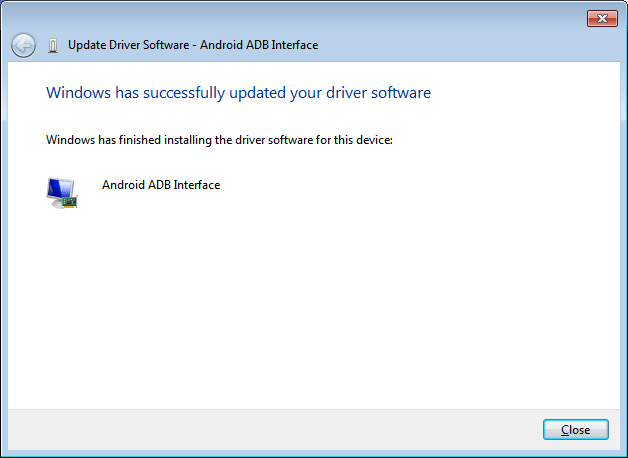 Update Driver Software - Android ADB Interface
Windows has successfully updated your driver software
Windows has finished installing the driver software for this device:
Android ADB Interface
Close